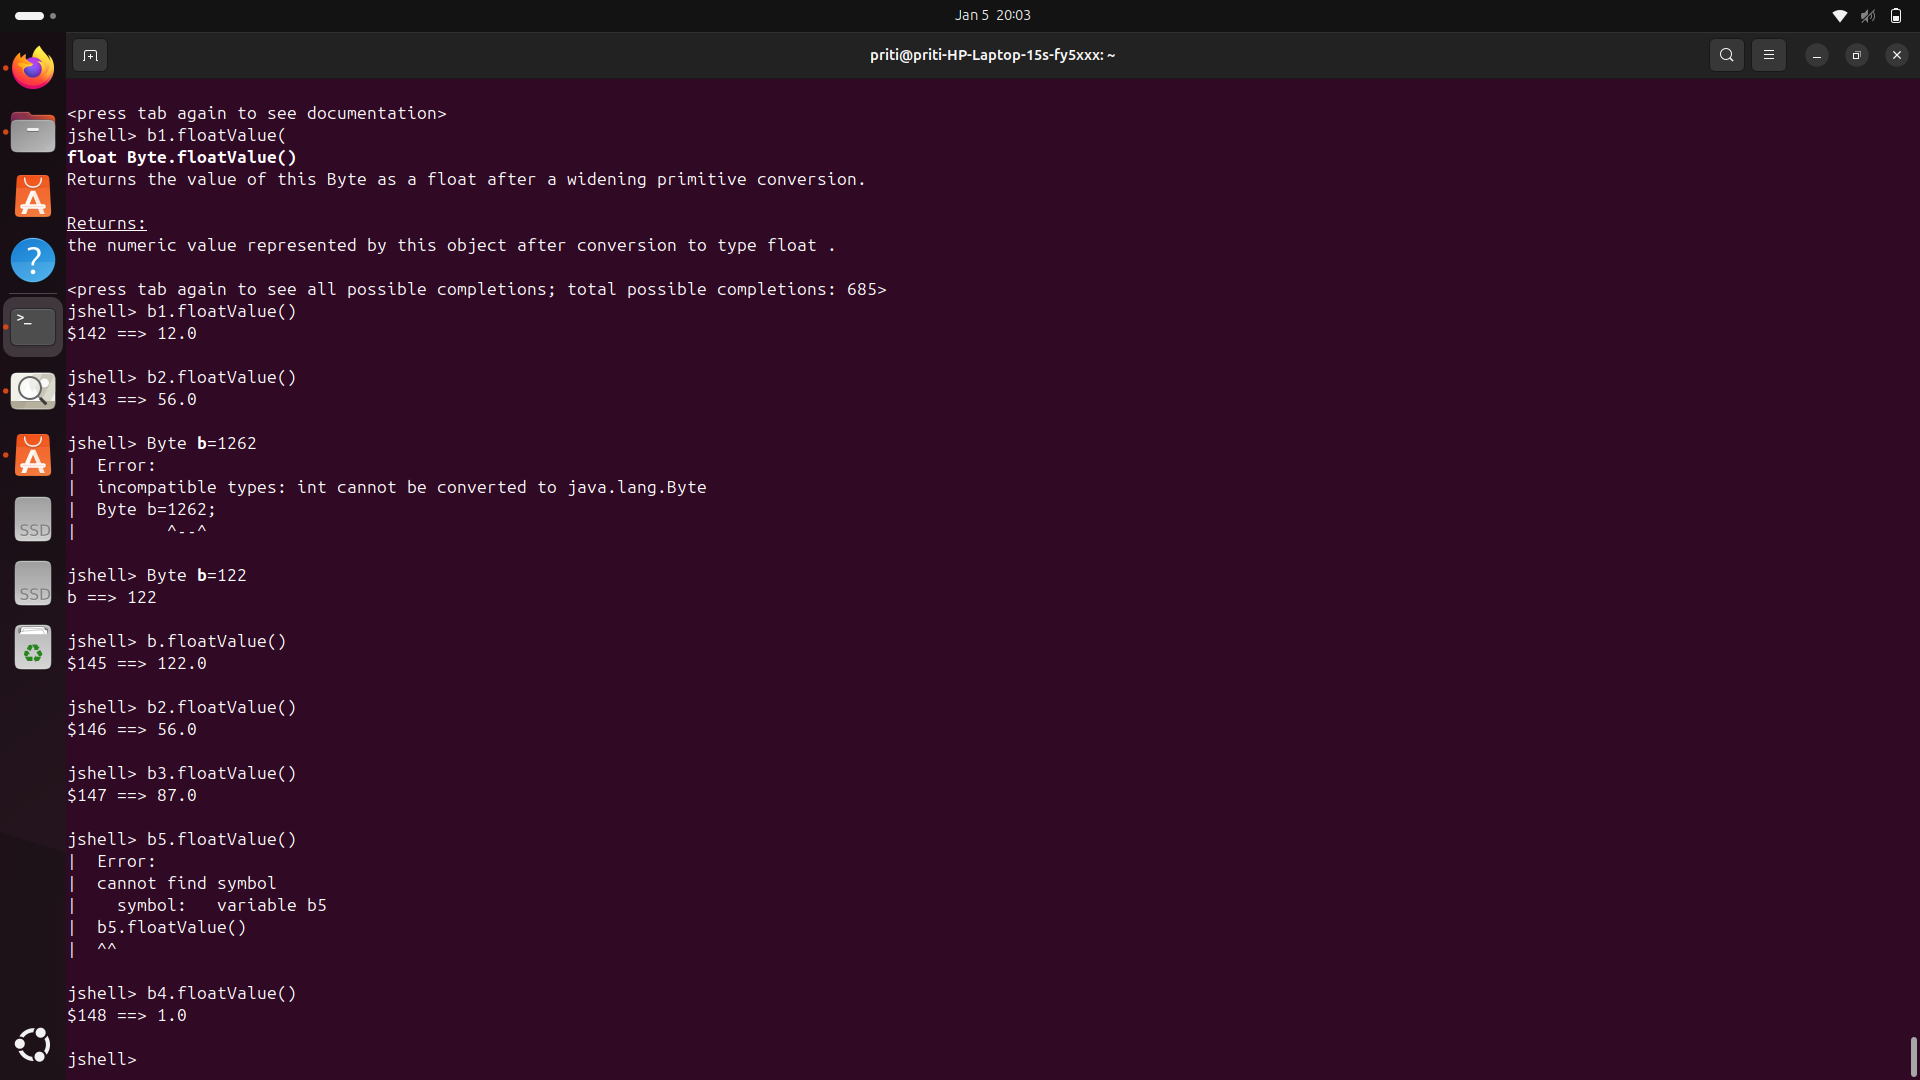 Jan 5 20:03
priti@priti-HP-Laptop-15s-fy5xxx: ~
<press tab again to see documentation>
jshell> b1.floatValue(
float Byte.floatValue()
Returns the value of this Byte as a float after a widening primitive conversion.
Returns:
the numeric value represented by this object after conversion to type float .
<press tab again to see all possible completions; total possible completions: 685>
jshell> b1.floatValue()
$142 ==> 12.0
jshell> b2.floatValue()
$143 ==> 56.0
jshell> Byte b=1262
|  Error:
|  incompatible types: int cannot be converted to java.lang.Byte
|  Byte b=1262;
|         ^--^
jshell> Byte b=122
b ==> 122
jshell> b.floatValue()
$145 ==> 122.0
jshell> b2.floatValue()
$146 ==> 56.0
jshell> b3.floatValue()
$147 ==> 87.0
jshell> b5.floatValue()
|  Error:
|  cannot find symbol
|    symbol:   variable b5
|  b5.floatValue()
|  ^^
jshell> b4.floatValue()
$148 ==> 1.0
jshell>
SSD
SSD